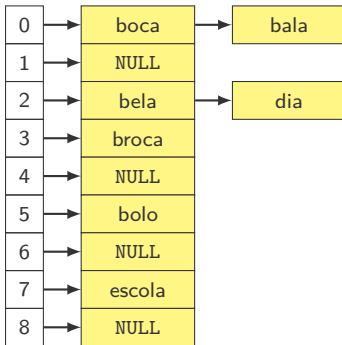 0 boca bala
1 NULL
2 bela dia
3 broca
4 NULL
5 bolo
6 NULL
7 escola
8 NULL